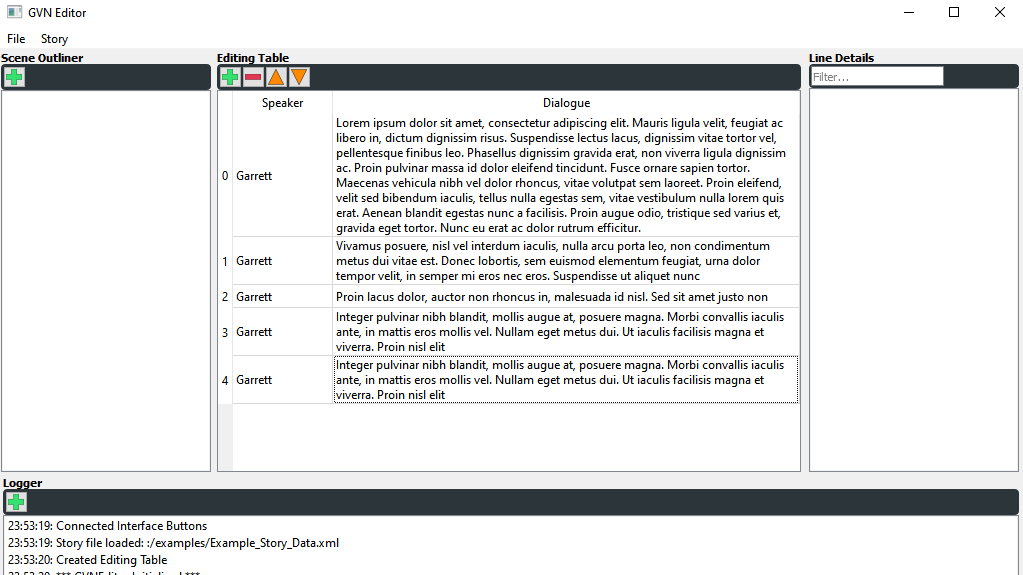 GVN Editor
File Story
Scene Outliner
Editing Table
Line Details
Filter...
Speaker Dialogue
0 Garrett
Lorem ipsum dolor sit amet, consectetur adipiscing elit. Mauris ligula velit, feugiat ac
libero in, dictum dignissim risus. Suspendisse lectus lacus, dignissim vitae tortor vel,
pellentesque finibus leo. Phasellus dignissim gravida erat, non viverra ligula dignissim
ac. Proin pulvinar massa id dolor eleifend tincidunt. Fusce ornare sapien tortor.
Maecenas vehicula nibh vel dolor rhoncus, vitae volutpat sem laoreet. Proin eleifend,
velit sed bibendum iaculis, tellus nulla egestas sem, vitae vestibulum nulla lorem quis
erat. Aenean blandit egestas nunc a facilisis. Proin augue odio, tristique sed varius et,
gravida eget tortor. Nunc eu erat ac dolor rutrum efficitur.
1 Garrett
Vivamus posuere, nisl vel interdum iaculis, nulla arcu porta leo, non condimentum
metus dui vitae est. Donec lobortis, sem euismod elementum feugiat, urna dolor
tempor velit, in semper mi eros nec eros. Suspendisse ut aliquet nunc
2 Garrett
Proin lacus dolor, auctor non rhoncus in, malesuada id nisl. Sed sit amet justo non
3 Garrett
Integer pulvinar nibh blandit, mollis augue at, posuere magna. Morbi convallis iaculis
ante, in mattis eros mollis vel. Nullam eget metus dui. Ut iaculis facilisis magna et
viverra. Proin nisl elit
4 Garrett
Integer pulvinar nibh blandit, mollis augue at, posuere magna. Morbi convallis iaculis
ante, in mattis eros mollis vel. Nullam eget metus dui. Ut iaculis facilisis magna et
viverra. Proin nisl elit
Logger
23:53:19: Connected Interface Buttons
23:53:19: Story file loaded: :/examples/Example_Story_Data.xml
23:53:20: Created Editing Table